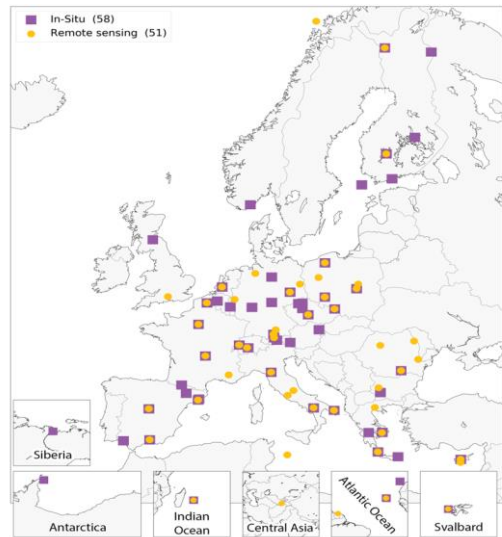 In-Situ (58)
Remote sensing (51)
Siberia
Antarctica
Indian
Ocean
Central Asia
Atlantic Ocean
Svalbard